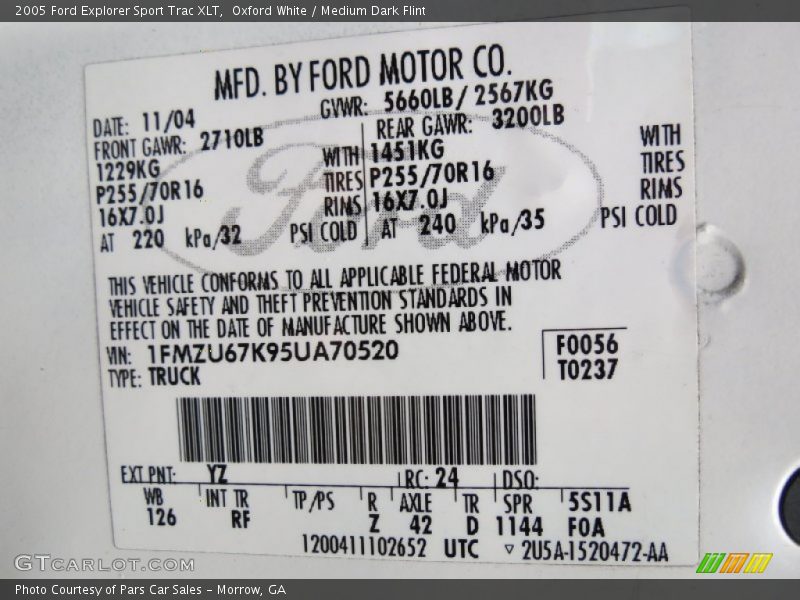 2005 Ford Explorer Sport Trac XLT, Oxford White / Medium Dark Flint
MFD. BY FORD MOTOR CO.
DATE: 11/04 GVWR: 5660LB/ 2567KG
FRONT GAWR: 2710LB REAR GAWR: 3200LB
1229KG WITH 1451KG WITH
P255/70R16 TIRES P255/70R16 TIRES
16X7.0J RIMS 16X7.0J RIMS
AT 220 kPa/32 PSI COLD AT 240 kPa/35 PSI COLD
Ford
THIS VEHICLE CONFORMS TO ALL APPLICABLE FEDERAL MOTOR
VEHICLE SAFETY AND THEFT PREVENTION STANDARDS IN
EFFECT ON THE DATE OF MANUFACTURE SHOWN ABOVE.
VIN: 1FMZU67K95UA70520 F0056
TYPE: TRUCK T0237
EXT PNT: YZ RC: 24 DSO:
WB INT TR TP/PS R AXLE TR SPR 5S11A
126 RF Z 42 D 1144 F0A
1200411102652 UTC ▽ 2U5A-1520472-AA
GTCARLOT.COM
Photo Courtesy of Pars Car Sales - Morrow, GA